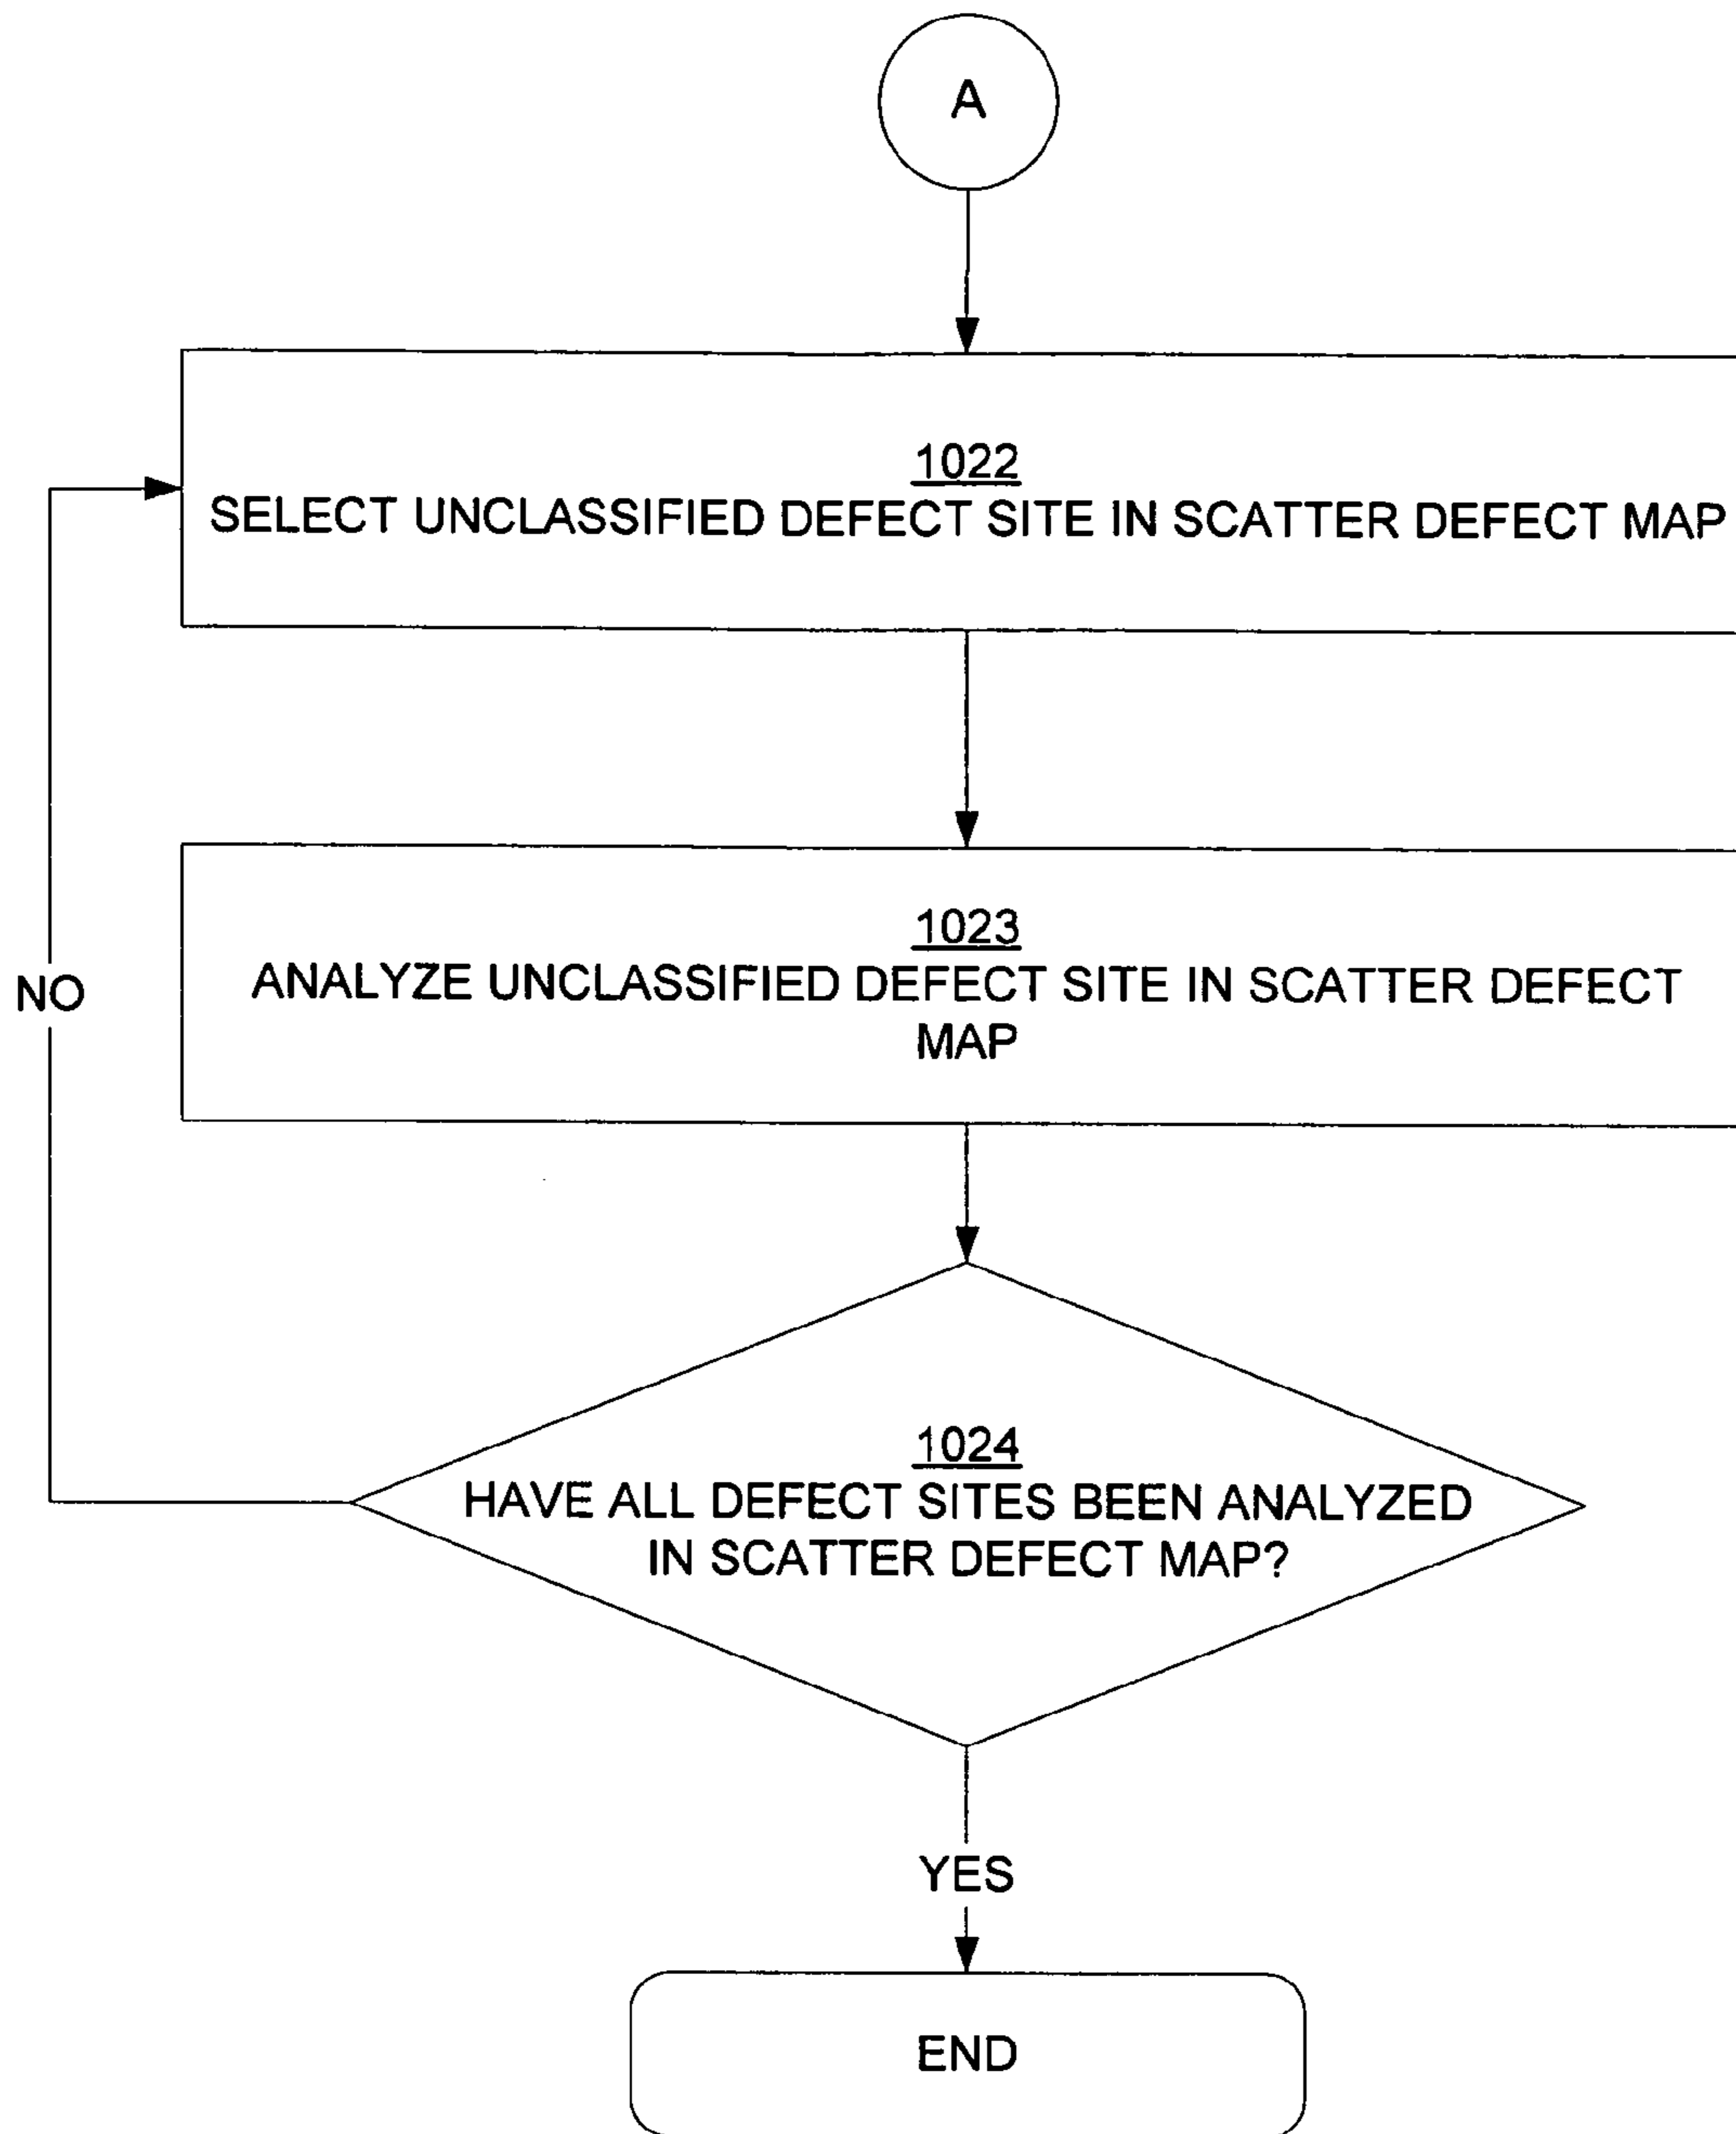 A
1022
SELECT UNCLASSIFIED DEFECT SITE IN SCATTER DEFECT MAP
1023
ANALYZE UNCLASSIFIED DEFECT SITE IN SCATTER DEFECT
MAP
NO
1024
HAVE ALL DEFECT SITES BEEN ANALYZED
IN SCATTER DEFECT MAP?
YES
END